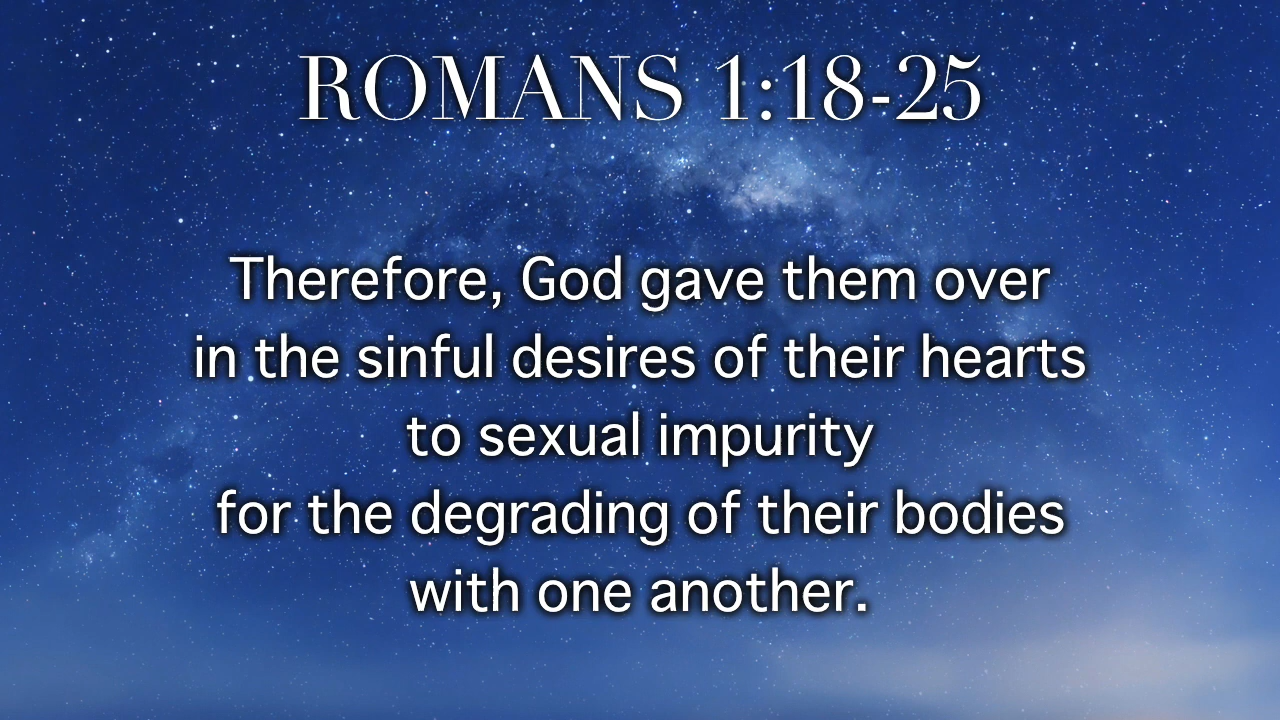 ROMANS 1:18-25
Therefore, God gave them over
in the sinful desires of their hearts
to sexual impurity
for the degrading of their bodies
with one another.